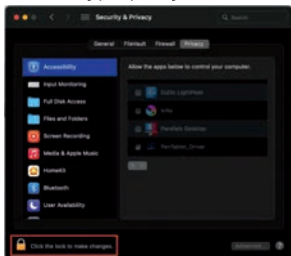 Security & Privacy
Search
General FileVault Firewall Privacy
Accessibility
Allow the apps below to control your computer.
Input Monitoring
Full Disk Access
Files and Folders
Screen Recording
Media & Apple Music
HomeKit
Bluetooth
User Availability
Krita
Parallels Desktop
PenTablet_Driver
Click the lock to make changes.
Advanced...
?